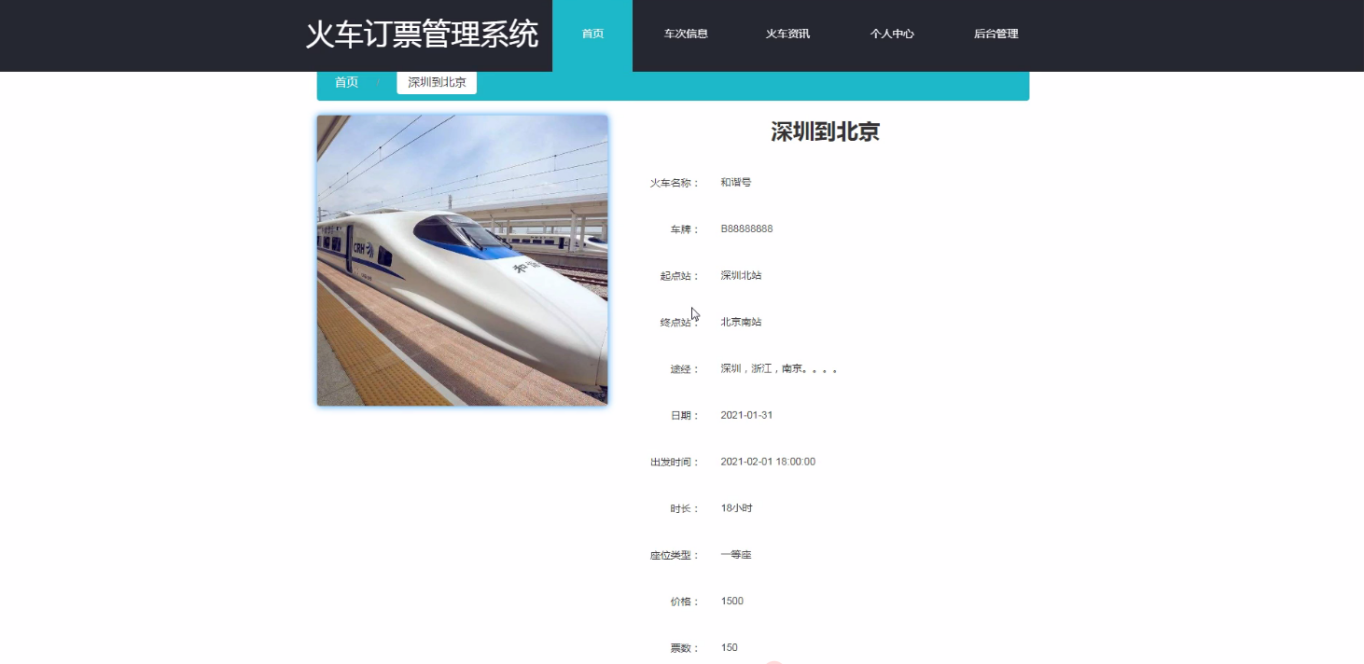 火车订票管理系统 首页 车次信息 火车资讯 个人中心 后台管理
首页 深圳到北京
深圳到北京
CRH
和谐
火车名称： 和谐号
车牌： B88888888
起点站： 深圳北站
终点站： 北京南站
途经： 深圳，浙江，南京。。。。
日期： 2021-01-31
出发时间： 2021-02-01 18:00:00
时长： 18小时
座位类型： 一等座
价格： 1500
票数： 150